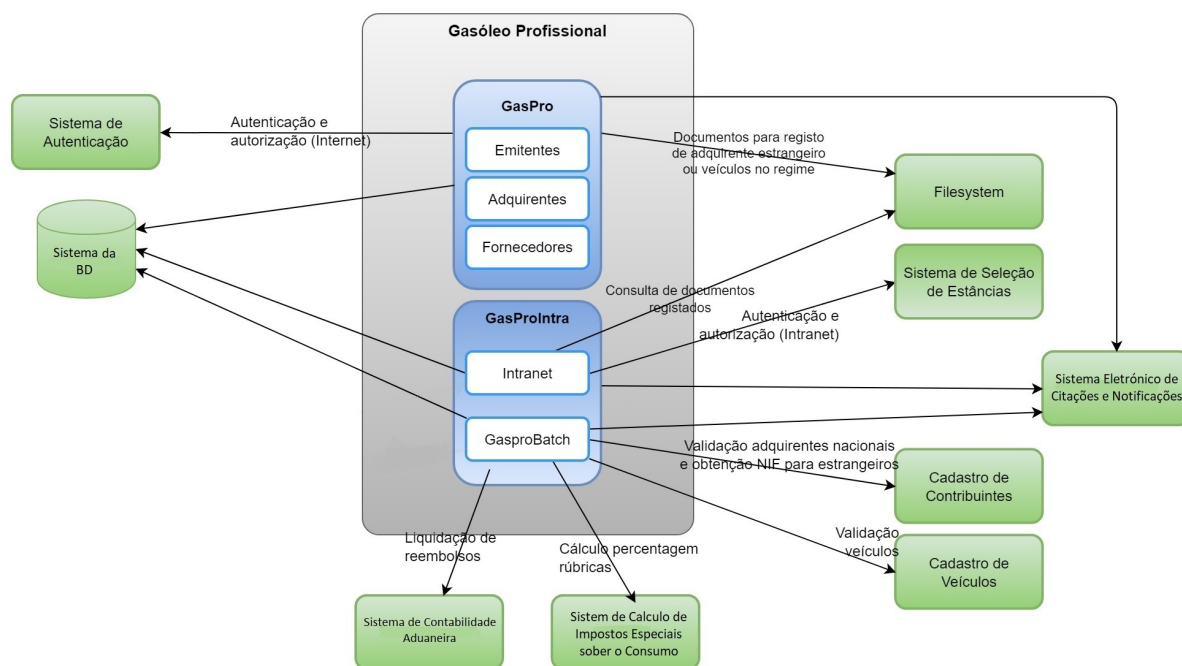 Gasóleo Profissional
GasPro
Emitentes
Adquirentes
Fornecedores
Sistema de
Autenticação
Autenticação e
autorização (Internet)
Documentos para registo
de adquirente estrangeiro
ou veículos no regime
Filesystem
Sistema da
BD
Sistema de Seleção
de Estâncias
Consulta de documentos
registados
Autenticação e
autorização (Intranet)
GasProIntra
Intranet
GasproBatch
Sistema Eletrónico de
Citações e Notificações
Validação adquirentes nacionais
e obtenção NIF para estrangeiros
Cadastro de
Contribuintes
Validação
veículos
Cadastro de
Veículos
Liquidação de
reembolsos
Cálculo percentagem
rúbricas
Sistema de Contabilidade
Aduaneira
Sistem de Calculo de
Impostos Especiais
sober o Consumo